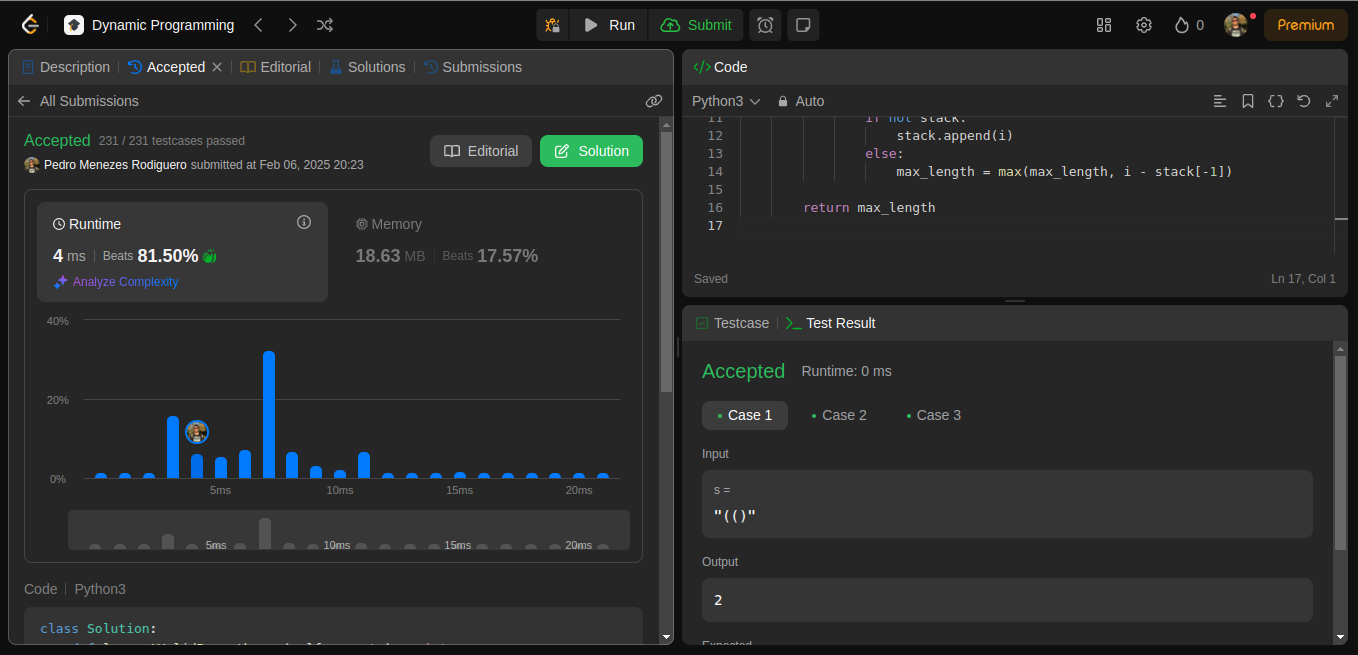 Dynamic Programming
Run
Submit
0
Premium
Description
Accepted
Editorial
Solutions
Submissions
All Submissions
Accepted 231 / 231 testcases passed
Pedro Menezes Rodiguero submitted at Feb 06, 2025 20:23
Editorial
Solution
Runtime
4 ms Beats 81.50%
Analyze Complexity
Memory
18.63 MB Beats 17.57%
40%
20%
0%
5ms 10ms 15ms 20ms
5ms 10ms 15ms 20ms
Code Python3
class Solution:
</> Code
Python3 Auto
11 if not stack:
12 stack.append(i)
13 else:
14 max_length = max(max_length, i - stack[-1])
15
16 return max_length
17
Saved Ln 17, Col 1
Testcase
Test Result
Accepted Runtime: 0 ms
Case 1 Case 2 Case 3
Input
s =
"(()"
Output
2
Expected